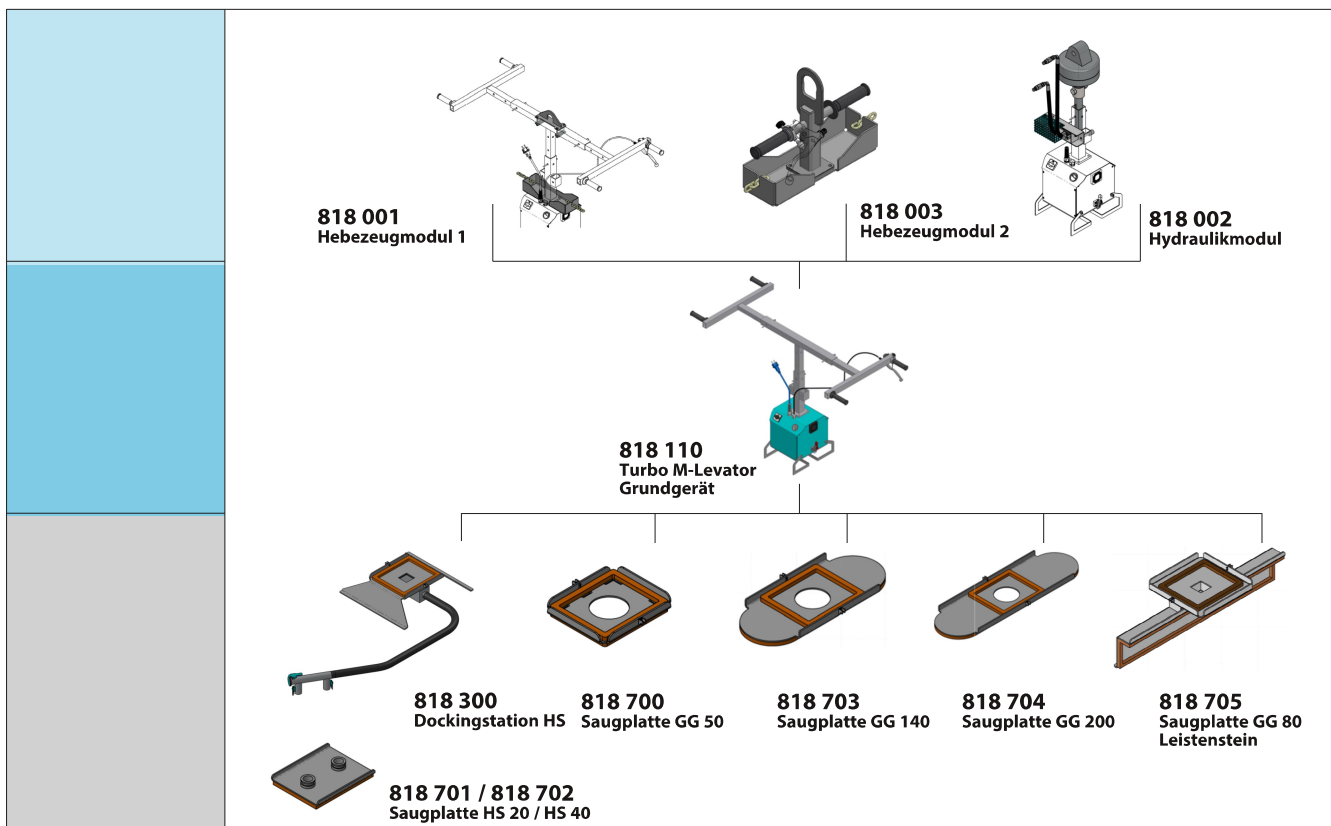 818 001
Hebezeugmodul 1
818 003
Hebezeugmodul 2
818 002
Hydraulikmodul
818 110
Turbo M-Levator
Grundgerät
818 300
Dockingstation HS
818 700
Saugplatte GG 50
818 703
Saugplatte GG 140
818 704
Saugplatte GG 200
818 705
Saugplatte GG 80
Leistenstein
818 701 / 818 702
Saugplatte HS 20 / HS 40